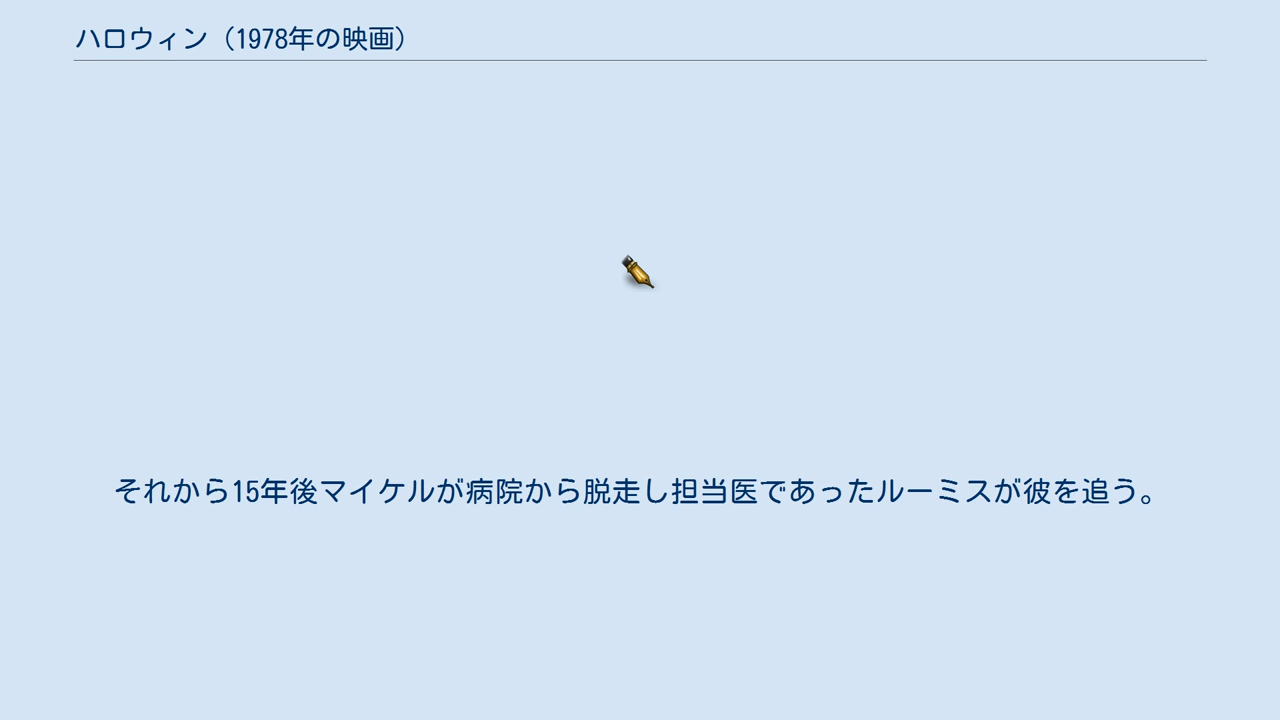 ハロウィン（1978年の映画）
それから15年後マイケルが病院から脱走し担当医であったルーミスが彼を追う。